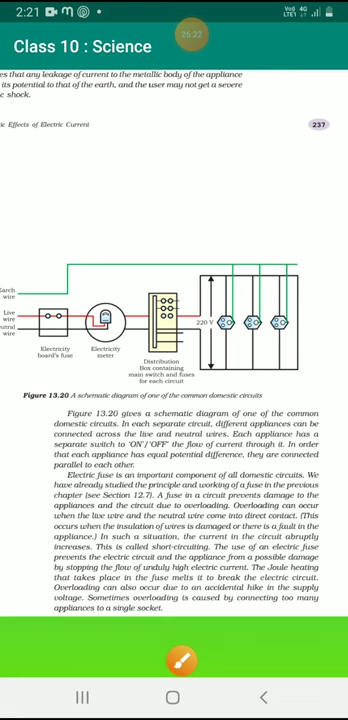 2:21
Vo0 4G
LTE1
26:22
Class 10 : Science
es that any leakage of current to the metallic body of the appliance
its potential to that of the earth, and the user may not get a severe
c shock.
ic Effects of Electric Current
237
Earch
wire
Live
wire
utral
wire
220 V
Electricity
board's fuse
Electricity
meter
Distribution
Box containing
main switch and fuses
for each circuit
Figure 13.20 A schematic diagram of one of the common domestic circuits
Figure 13.20 gives a schematic diagram of one of the common
domestic circuits. In each separate circuit, different appliances can be
connected across the live and neutral wires. Each appliance has a
separate switch to 'ON'/'OFF' the flow of current through it. In order
that each appliance has equal potential difference, they are connected
parallel to each other.
Electric fuse is an important component of all domestic circuits. We
have already studied the principle and working of a fuse in the previous
chapter (see Section 12.7). A fuse in a circuit prevents damage to the
appliances and the circuit due to overloading. Overloading can occur
when the live wire and the neutral wire come into direct contact. (This
occurs when the insulation of wires is damaged or there is a fault in the
appliance.) In such a situation, the current in the circuit abruptly
increases. This is called short-circuiting. The use of an electric fuse
prevents the electric circuit and the appliance from a possible damage
by stopping the flow of unduly high electric current. The Joule heating
that takes place in the fuse melts it to break the electric circuit.
Overloading can also occur due to an accidental hike in the supply
voltage. Sometimes overloading is caused by connecting too many
appliances to a single socket.